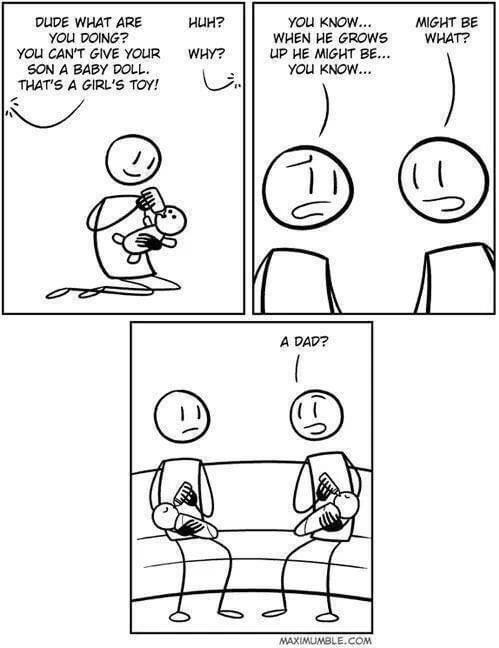 DUDE WHAT ARE
YOU DOING?
YOU CAN'T GIVE YOUR
SON A BABY DOLL.
THAT'S A GIRL'S TOY!
HUH?
WHY?
YOU KNOW...
WHEN HE GROWS
UP HE MIGHT BE...
YOU KNOW...
MIGHT BE
WHAT?
A DAD?
MAXIMUMBLE.COM